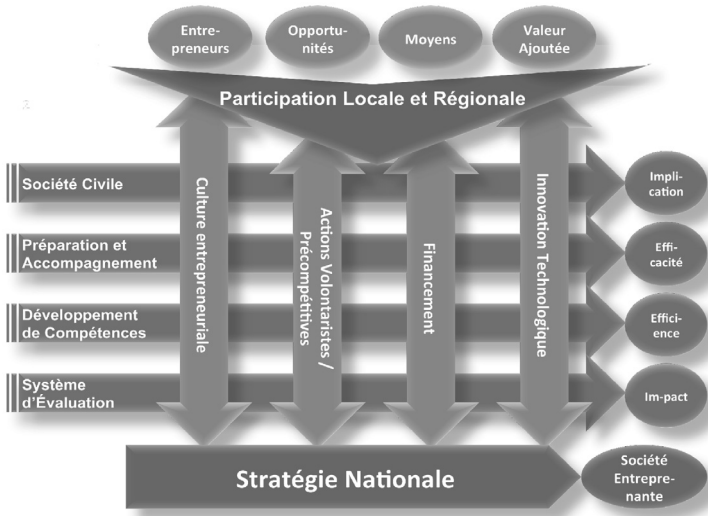 Entre-
preneurs
Opportu-
nités
Moyens
Valeur
Ajoutée
Participation Locale et Régionale
Culture entrepreneuriale
Actions Volontaristes /
Précompétitives
Financement
Innovation Technologique
Société Civile
Impli-
cation
Préparation et
Accompagnement
Effi-
cacité
Développement
de Compétences
Effici-
ence
Système
d'Évaluation
Im-pact
Stratégie Nationale
Société
Entrepre-
nante